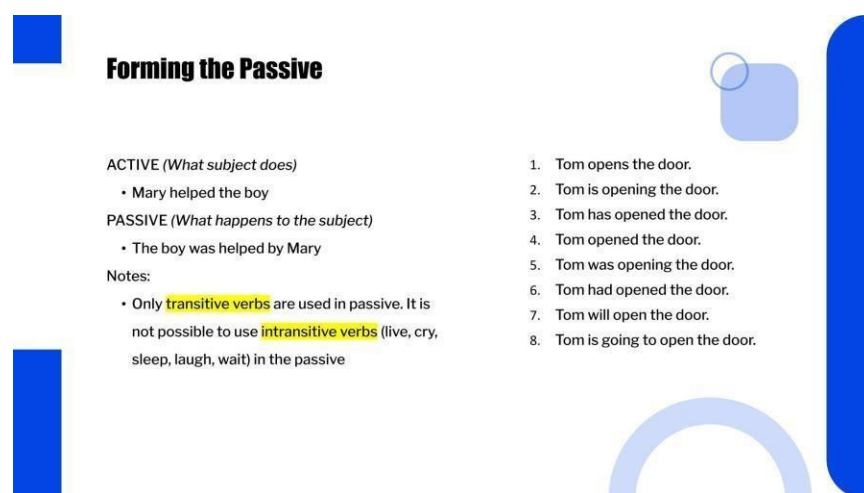 Forming the Passive
ACTIVE (What subject does)
• Mary helped the boy
PASSIVE (What happens to the subject)
• The boy was helped by Mary
Notes:
• Only transitive verbs are used in passive. It is
not possible to use intransitive verbs (live, cry,
sleep, laugh, wait) in the passive
1. Tom opens the door.
2. Tom is opening the door.
3. Tom has opened the door.
4. Tom opened the door.
5. Tom was opening the door.
6. Tom had opened the door.
7. Tom will open the door.
8. Tom is going to open the door.